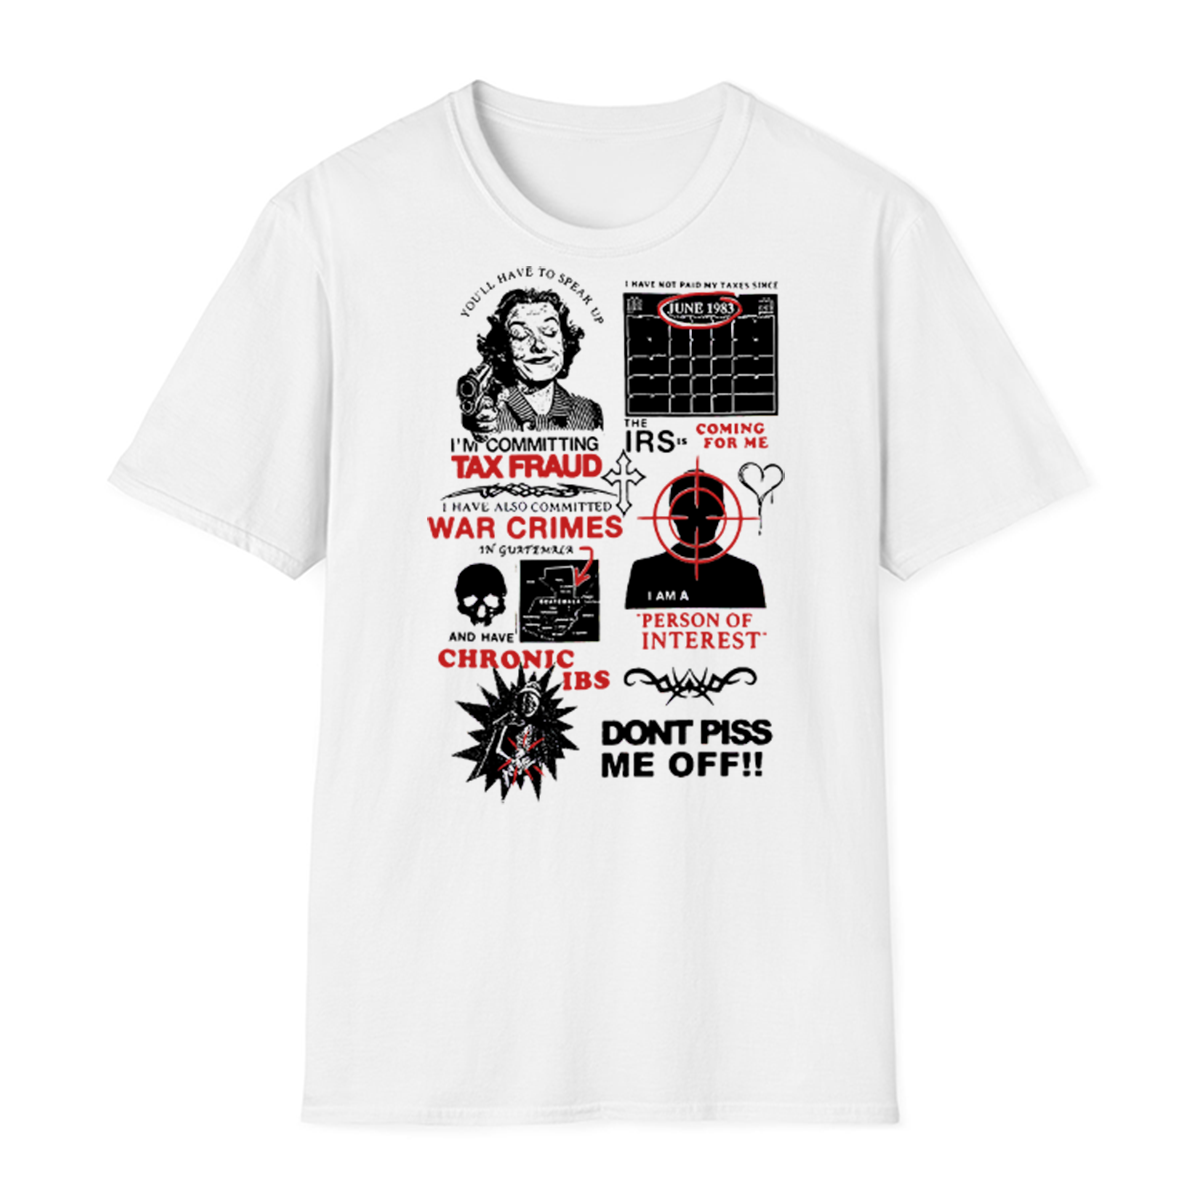 YOU'LL HAVE TO SPEAK UP
I'M COMMITTING
TAX FRAUD
I HAVE ALSO COMMITTED
WAR CRIMES
IN GUATEMALA
GUATEMALA
AND HAVE
CHRONIC
IBS
I HAVE NOT PAID MY TAXES SINCE
JUNE 1983
THE
IRS IS
COMING
FOR ME
I AM A
"PERSON OF
INTEREST"
DONT PISS
ME OFF!!